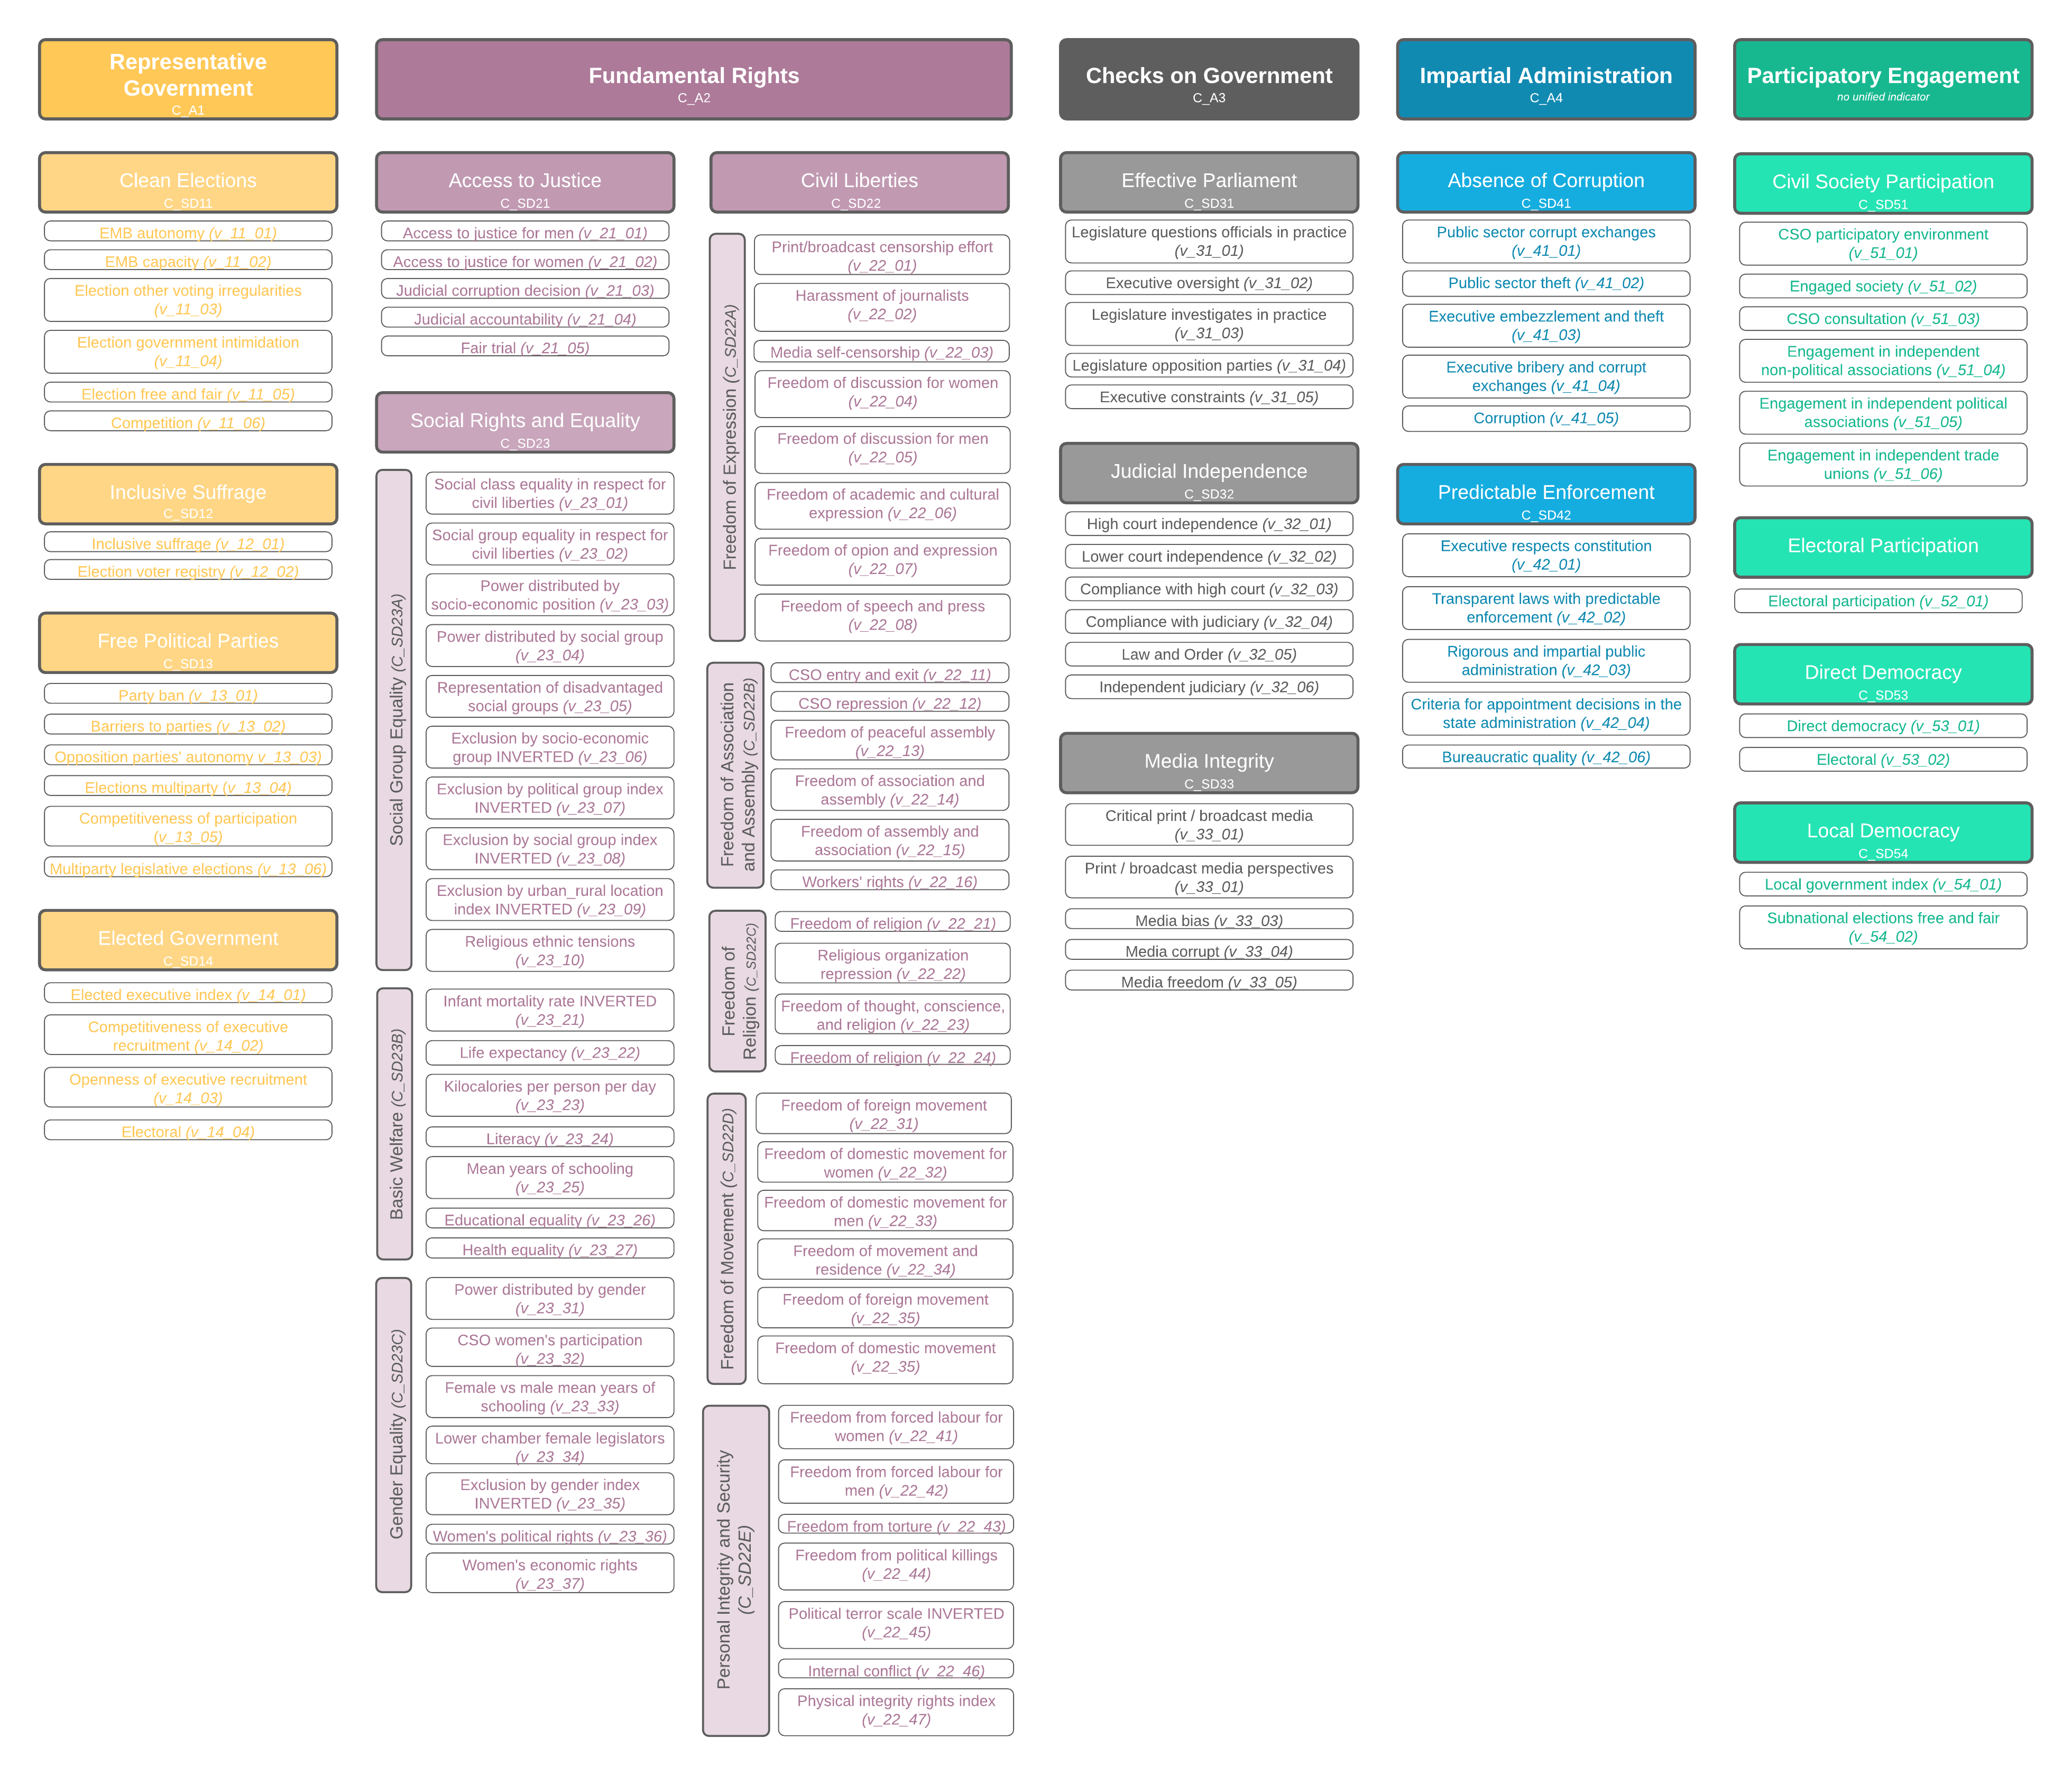 Representative
Government
C_A1
Clean Elections
C_SD11
EMB autonomy (v_11_01)
EMB capacity (v_11_02)
Election other voting irregularities
(v_11_03)
Election government intimidation
(v_11_04)
Election free and fair (v_11_05)
Competition (v_11_06)
Inclusive Suffrage
C_SD12
Inclusive suffrage (v_12_01)
Election voter registry (v_12_02)
Free Political Parties
C_SD13
Party ban (v_13_01)
Barriers to parties (v_13_02)
Opposition parties' autonomy v_13_03)
Elections multiparty (v_13_04)
Competitiveness of participation
(v_13_05)
Multiparty legislative elections (v_13_06)
Elected Government
C_SD14
Elected executive index (v_14_01)
Competitiveness of executive
recruitment (v_14_02)
Openness of executive recruitment
(v_14_03)
Electoral (v_14_04)
Fundamental Rights
C_A2
Access to Justice
C_SD21
Access to justice for men (v_21_01)
Access to justice for women (v_21_02)
Judicial corruption decision (v_21_03)
Judicial accountability (v_21_04)
Fair trial (v_21_05)
Social Rights and Equality
C_SD23
Social Group Equality (C_SD23A)
Social class equality in respect for
civil liberties (v_23_01)
Social group equality in respect for
civil liberties (v_23_02)
Power distributed by
socio-economic position (v_23_03)
Power distributed by social group
(v_23_04)
Representation of disadvantaged
social groups (v_23_05)
Exclusion by socio-economic
group INVERTED (v_23_06)
Exclusion by political group index
INVERTED (v_23_07)
Exclusion by social group index
INVERTED (v_23_08)
Exclusion by urban_rural location
index INVERTED (v_23_09)
Religious ethnic tensions
(v_23_10)
Basic Welfare (C_SD23B)
Infant mortality rate INVERTED
(v_23_21)
Life expectancy (v_23_22)
Kilocalories per person per day
(v_23_23)
Literacy (v_23_24)
Mean years of schooling
(v_23_25)
Educational equality (v_23_26)
Health equality (v_23_27)
Gender Equality (C_SD23C)
Power distributed by gender
(v_23_31)
CSO women's participation
(v_23_32)
Female vs male mean years of
schooling (v_23_33)
Lower chamber female legislators
(v_23_34)
Exclusion by gender index
INVERTED (v_23_35)
Women's political rights (v_23_36)
Women's economic rights
(v_23_37)
Civil Liberties
C_SD22
Freedom of Expression (C_SD22A)
Print/broadcast censorship effort
(v_22_01)
Harassment of journalists
(v_22_02)
Media self-censorship (v_22_03)
Freedom of discussion for women
(v_22_04)
Freedom of discussion for men
(v_22_05)
Freedom of academic and cultural
expression (v_22_06)
Freedom of opion and expression
(v_22_07)
Freedom of speech and press
(v_22_08)
Freedom of Association
and Assembly (C_SD22B)
CSO entry and exit (v_22_11)
CSO repression (v_22_12)
Freedom of peaceful assembly
(v_22_13)
Freedom of association and
assembly (v_22_14)
Freedom of assembly and
association (v_22_15)
Workers' rights (v_22_16)
Freedom of
Religion (C_SD22C)
Freedom of religion (v_22_21)
Religious organization
repression (v_22_22)
Freedom of thought, conscience,
and religion (v_22_23)
Freedom of religion (v_22_24)
Freedom of Movement (C_SD22D)
Freedom of foreign movement
(v_22_31)
Freedom of domestic movement for
women (v_22_32)
Freedom of domestic movement for
men (v_22_33)
Freedom of movement and
residence (v_22_34)
Freedom of foreign movement
(v_22_35)
Freedom of domestic movement
(v_22_35)
Personal Integrity and Security
(C_SD22E)
Freedom from forced labour for
women (v_22_41)
Freedom from forced labour for
men (v_22_42)
Freedom from torture (v_22_43)
Freedom from political killings
(v_22_44)
Political terror scale INVERTED
(v_22_45)
Internal conflict (v_22_46)
Physical integrity rights index
(v_22_47)
Checks on Government
C_A3
Effective Parliament
C_SD31
Legislature questions officials in practice
(v_31_01)
Executive oversight (v_31_02)
Legislature investigates in practice
(v_31_03)
Legislature opposition parties (v_31_04)
Executive constraints (v_31_05)
Judicial Independence
C_SD32
High court independence (v_32_01)
Lower court independence (v_32_02)
Compliance with high court (v_32_03)
Compliance with judiciary (v_32_04)
Law and Order (v_32_05)
Independent judiciary (v_32_06)
Media Integrity
C_SD33
Critical print / broadcast media
(v_33_01)
Print / broadcast media perspectives
(v_33_01)
Media bias (v_33_03)
Media corrupt (v_33_04)
Media freedom (v_33_05)
Impartial Administration
C_A4
Absence of Corruption
C_SD41
Public sector corrupt exchanges
(v_41_01)
Public sector theft (v_41_02)
Executive embezzlement and theft
(v_41_03)
Executive bribery and corrupt
exchanges (v_41_04)
Corruption (v_41_05)
Predictable Enforcement
C_SD42
Executive respects constitution
(v_42_01)
Transparent laws with predictable
enforcement (v_42_02)
Rigorous and impartial public
administration (v_42_03)
Criteria for appointment decisions in the
state administration (v_42_04)
Bureaucratic quality (v_42_06)
Participatory Engagement
no unified indicator
Civil Society Participation
C_SD51
CSO participatory environment
(v_51_01)
Engaged society (v_51_02)
CSO consultation (v_51_03)
Engagement in independent
non-political associations (v_51_04)
Engagement in independent political
associations (v_51_05)
Engagement in independent trade
unions (v_51_06)
Electoral Participation
Electoral participation (v_52_01)
Direct Democracy
C_SD53
Direct democracy (v_53_01)
Electoral (v_53_02)
Local Democracy
C_SD54
Local government index (v_54_01)
Subnational elections free and fair
(v_54_02)